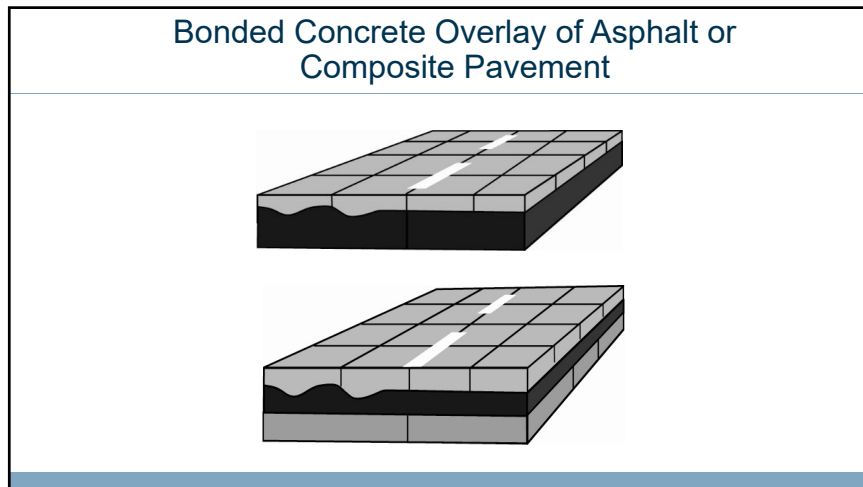 Bonded Concrete Overlay of Asphalt or
Composite Pavement